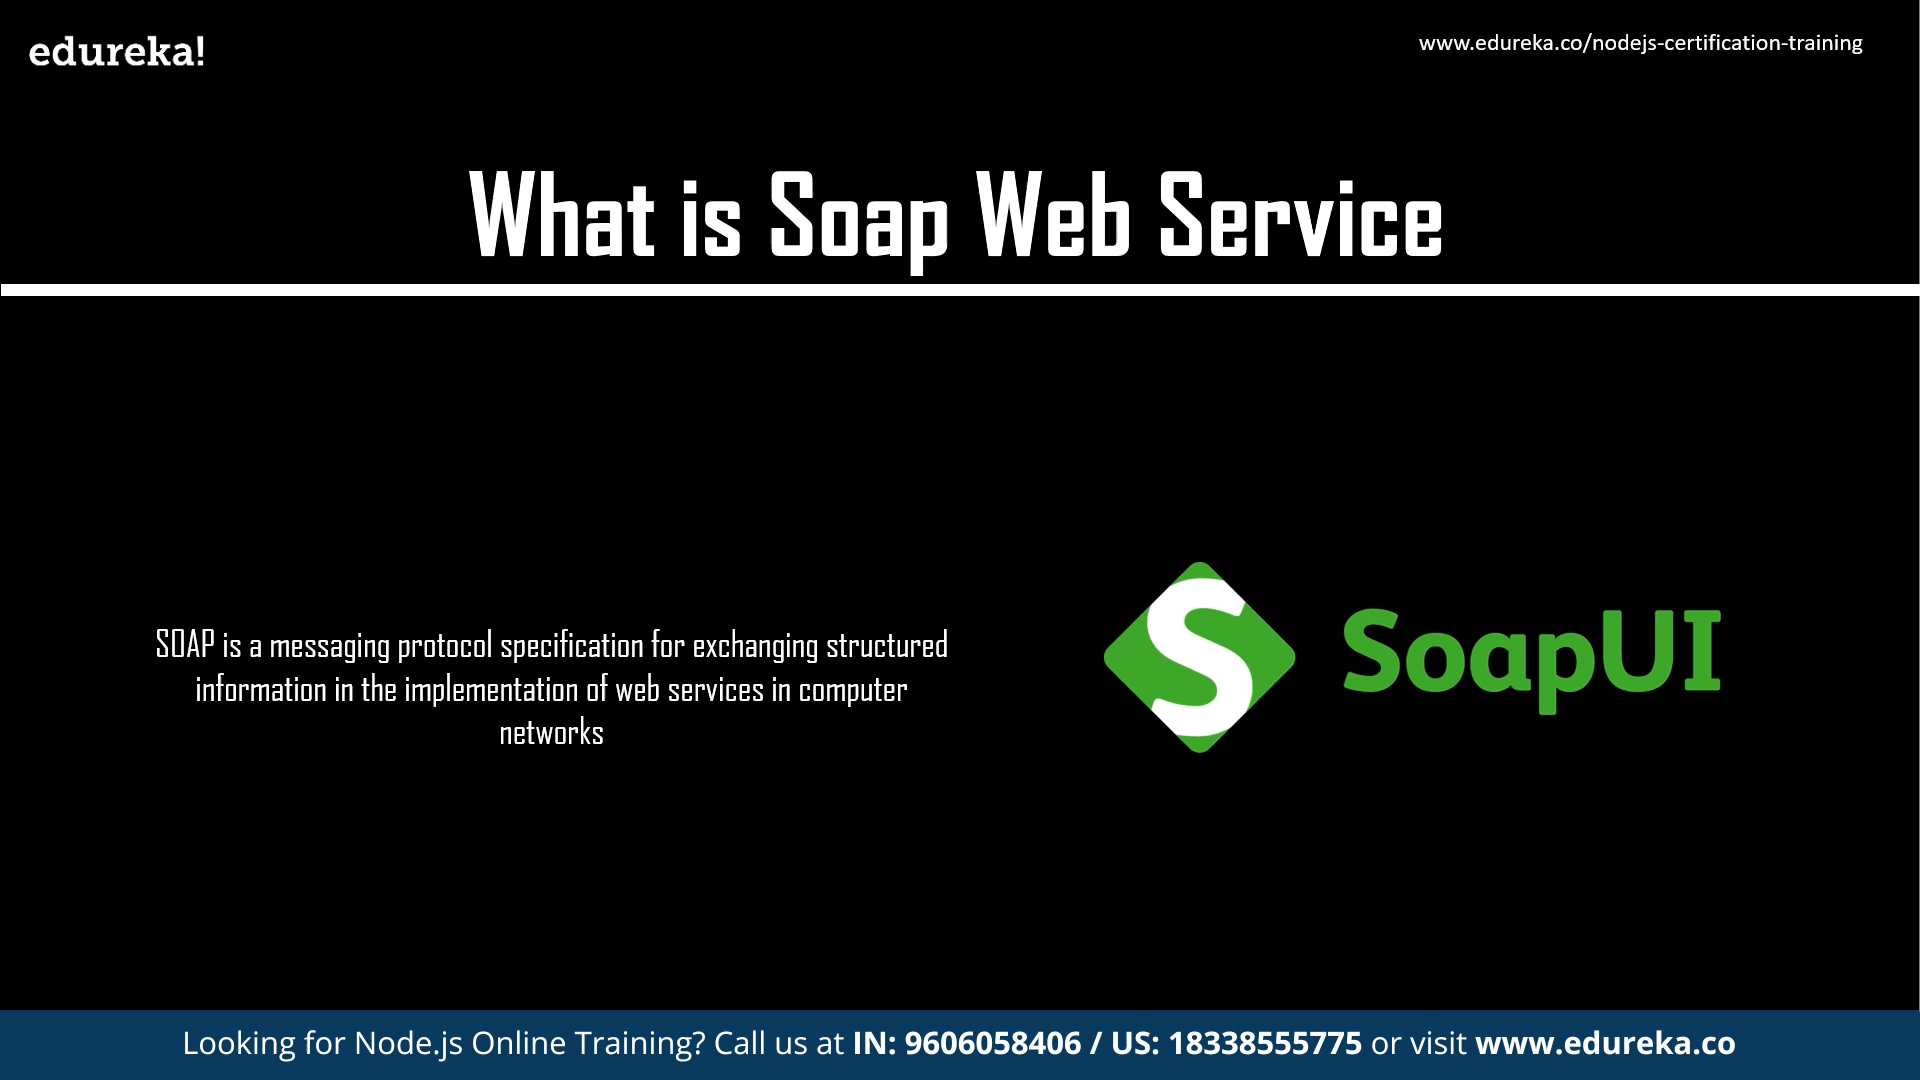 edureka!
www.edureka.co/nodejs-certification-training
What is Soap Web Service
SOAP is a messaging protocol specification for exchanging structured
information in the implementation of web services in computer
networks
S SoapUI
Looking for Node.js Online Training? Call us at IN: 9606058406 / US: 18338555775 or visit www.edureka.co